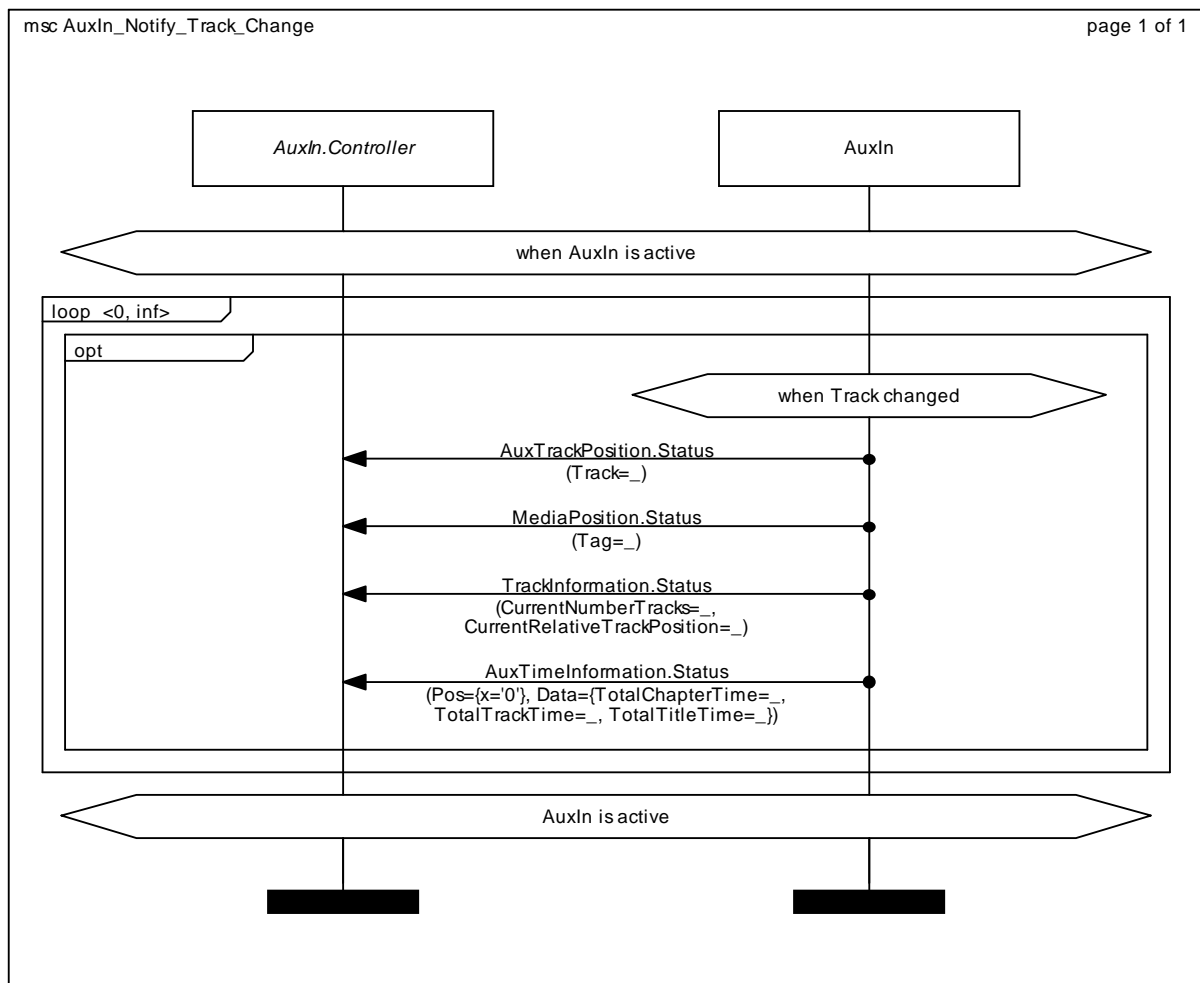 msc AuxIn_Notify_Track_Change
page 1 of 1
AuxIn.Controller
AuxIn
when AuxIn is active
loop <0, inf>
opt
when Track changed
AuxTrackPosition.Status
(Track=_)
MediaPosition.Status
(Tag=_)
TrackInformation.Status
(CurrentNumberTracks=_,
CurrentRelativeTrackPosition=_)
AuxTimeInformation.Status
(Pos={x='0'}, Data={TotalChapterTime=_,
TotalTrackTime=_, TotalTitleTime=_})
AuxIn is active